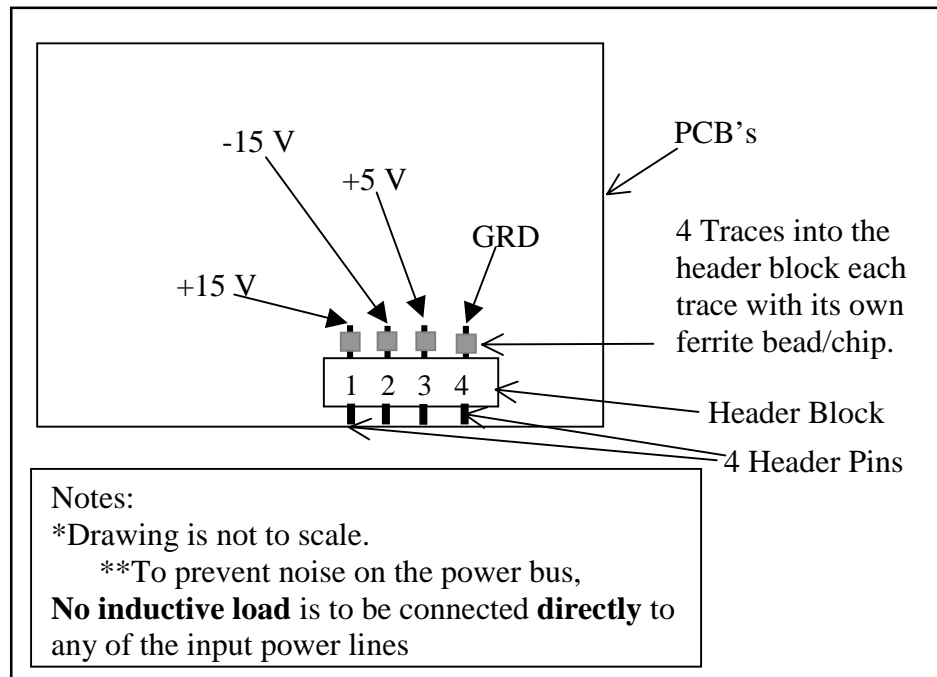 -15 V
PCB's
+5 V
GRD
4 Traces into the
header block each
trace with its own
ferrite bead/chip.
+15 V
1 2 3 4
Header Block
4 Header Pins
Notes:
*Drawing is not to scale.
**To prevent noise on the power bus,
No inductive load is to be connected directly to
any of the input power lines